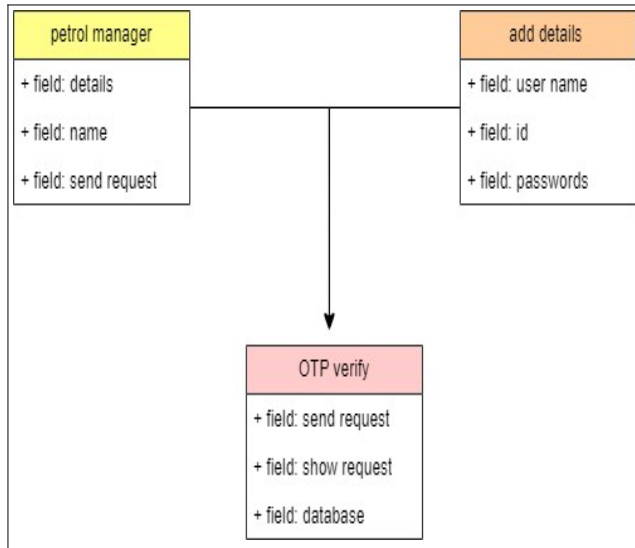 petrol manager
+ field: details
+ field: name
+ field: send request
add details
+ field: user name
+ field: id
+ field: passwords
OTP verify
+ field: send request
+ field: show request
+ field: database